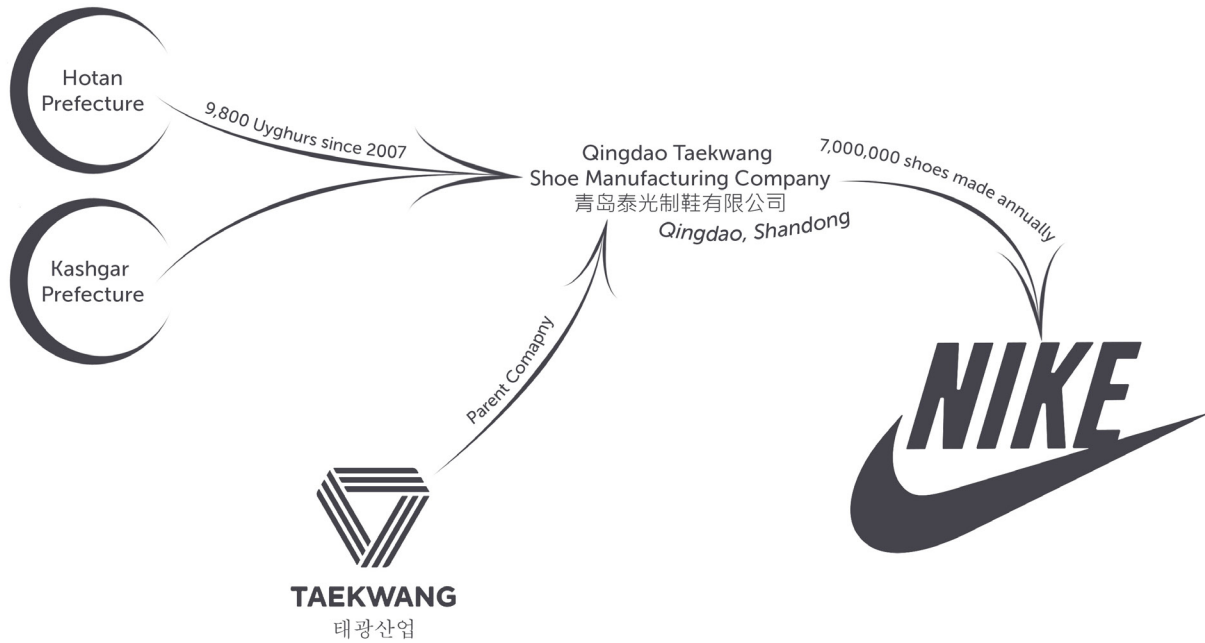 Hotan
Prefecture
9,800 Uyghurs since 2007
Kashgar
Prefecture
Qingdao Taekwang
Shoe Manufacturing Company
青岛泰光制鞋有限公司
Qingdao, Shandong
7,000,000 shoes made annually
Parent Comapny
TAEKWANG
태광산업
NIKE